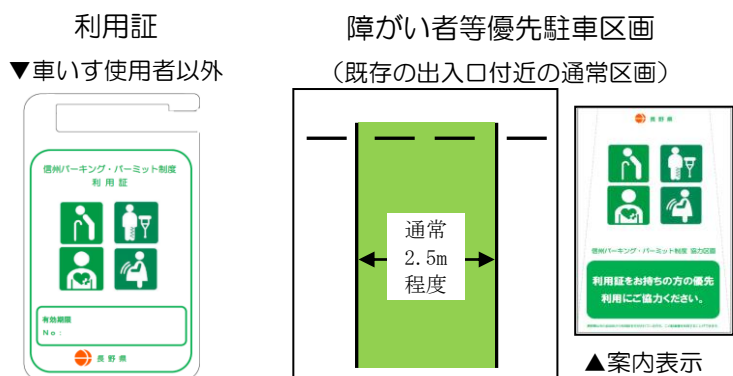 利用証
▼車いす使用者以外
信州パーキング・パーミット制度
利用証
有効期限
No:
長野県
障がい者等優先駐車区画
（既存の出入口付近の通常区画）
通常
2.5m
程度
長野県
信州パーキング・パーミット制度 協力区画
利用証をお持ちの方の優先
利用にご協力ください。
▲案内表示